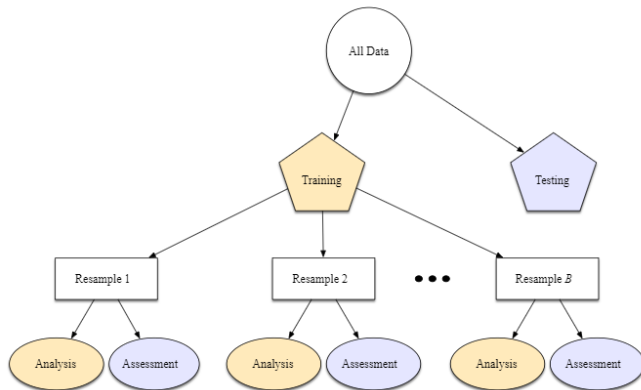 All Data
Training
Testing
Resample 1
Resample 2
Resample B
Analysis
Assessment
Analysis
Assessment
Analysis
Assessment